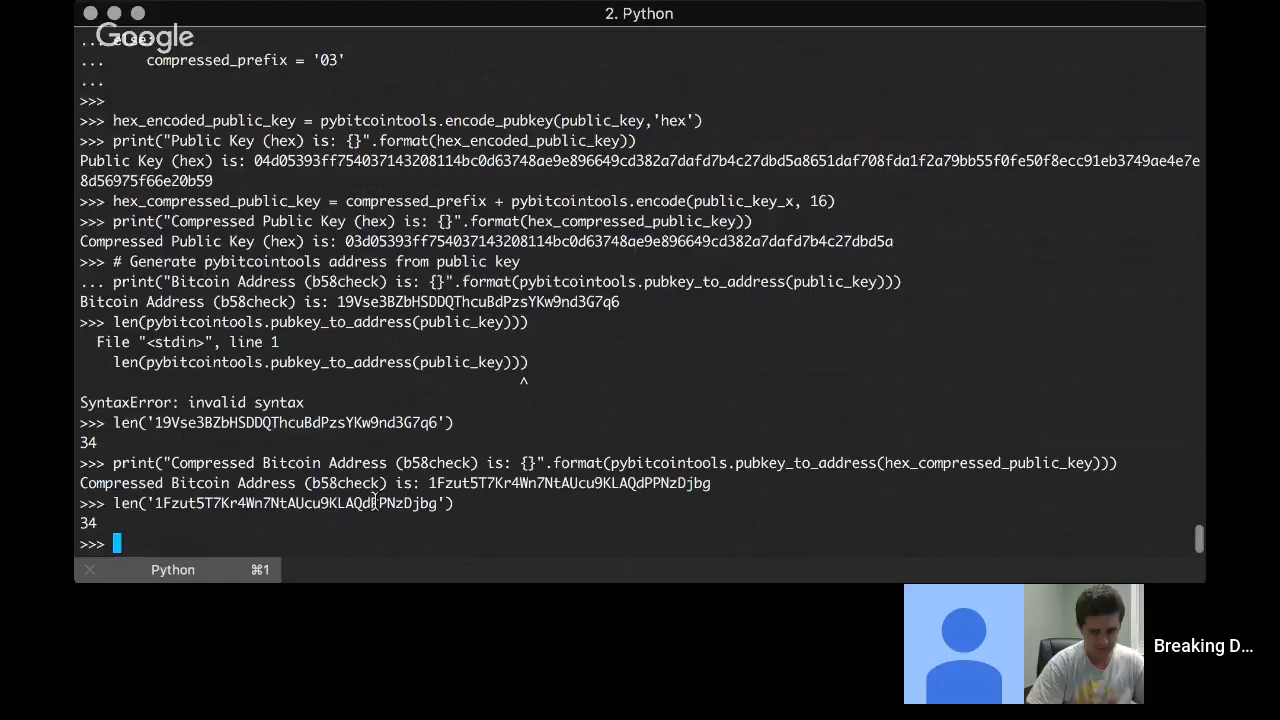 2. Python
Google
... else:
...     compressed_prefix = '03'
...
>>>
>>> hex_encoded_public_key = pybitcointools.encode_pubkey(public_key,'hex')
>>> print("Public Key (hex) is: {}".format(hex_encoded_public_key))
Public Key (hex) is: 04d05393ff754037143208114bc0d63748ae9e896649cd382a7dafd7b4c27dbd5a8651daf708fda1f2a79bb55f0fe50f8ecc91eb3749ae4e7e
8d56975f66e20b59
>>> hex_compressed_public_key = compressed_prefix + pybitcointools.encode(public_key_x, 16)
>>> print("Compressed Public Key (hex) is: {}".format(hex_compressed_public_key))
Compressed Public Key (hex) is: 03d05393ff754037143208114bc0d63748ae9e896649cd382a7dafd7b4c27dbd5a
>>> # Generate pybitcointools address from public key
... print("Bitcoin Address (b58check) is: {}".format(pybitcointools.pubkey_to_address(public_key)))
Bitcoin Address (b58check) is: 19Vse3BZbHSDDQThcuBdPzsYKw9nd3G7q6
>>> len(pybitcointools.pubkey_to_address(public_key)))
  File "<stdin>", line 1
    len(pybitcointools.pubkey_to_address(public_key)))
                                                     ^
SyntaxError: invalid syntax
>>> len('19Vse3BZbHSDDQThcuBdPzsYKw9nd3G7q6')
34
>>> print("Compressed Bitcoin Address (b58check) is: {}".format(pybitcointools.pubkey_to_address(hex_compressed_public_key)))
Compressed Bitcoin Address (b58check) is: 1Fzut5T7Kr4Wn7NtAUcu9KLAQdPPNzDjbg
>>> len('1Fzut5T7Kr4Wn7NtAUcu9KLAQdPPNzDjbg')
34
>>>
Python ⌘1
Breaking D...